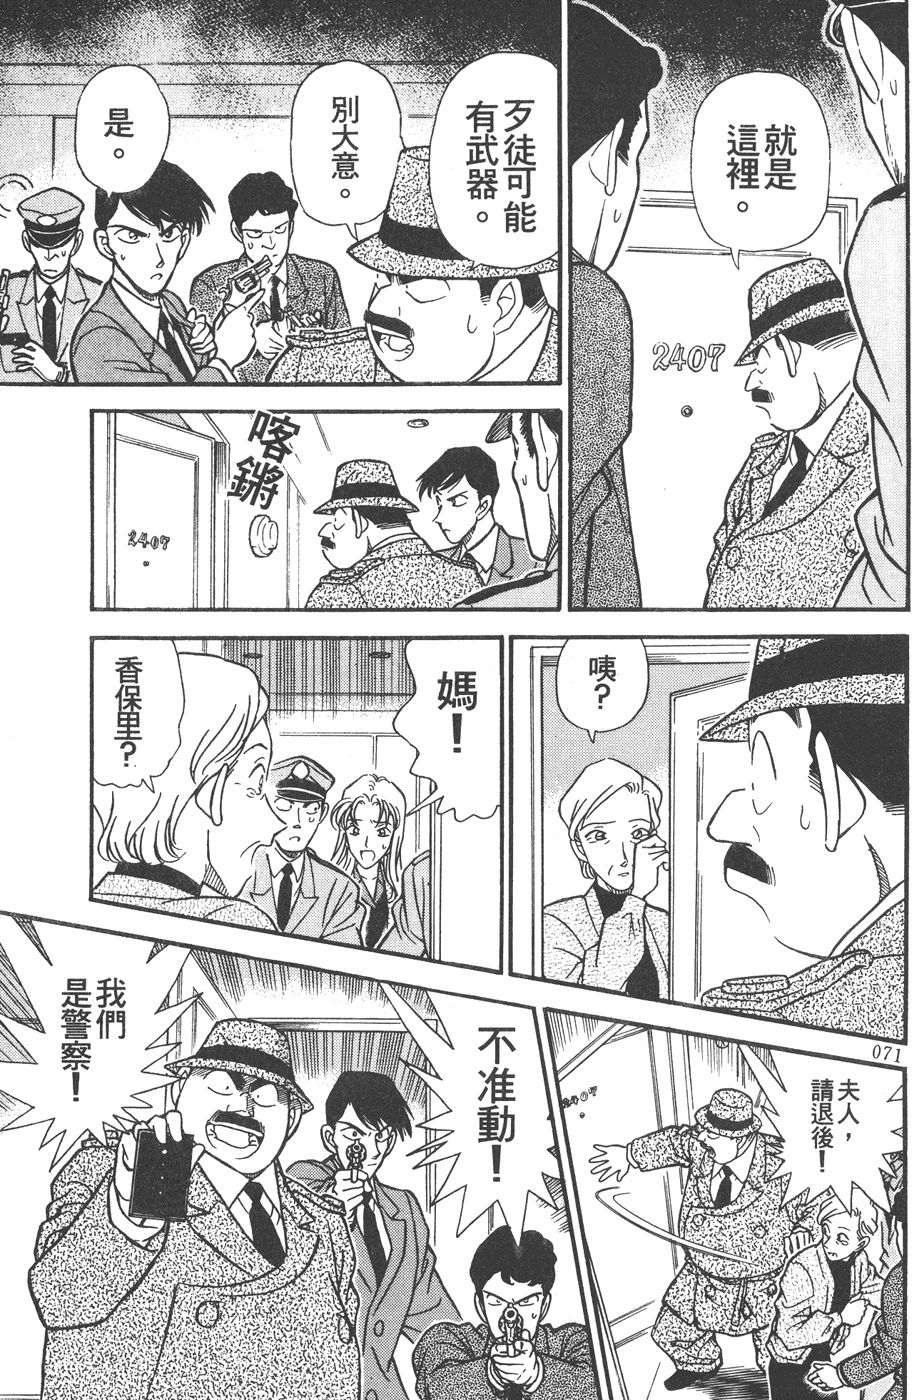 就是
這裡。
2407
歹徒可能
有武器。
別大意。
是。
喀鏘
2407
咦？
媽！
香保里？
071
夫人，
請退後！
2407
不准動！
我們
是警察！